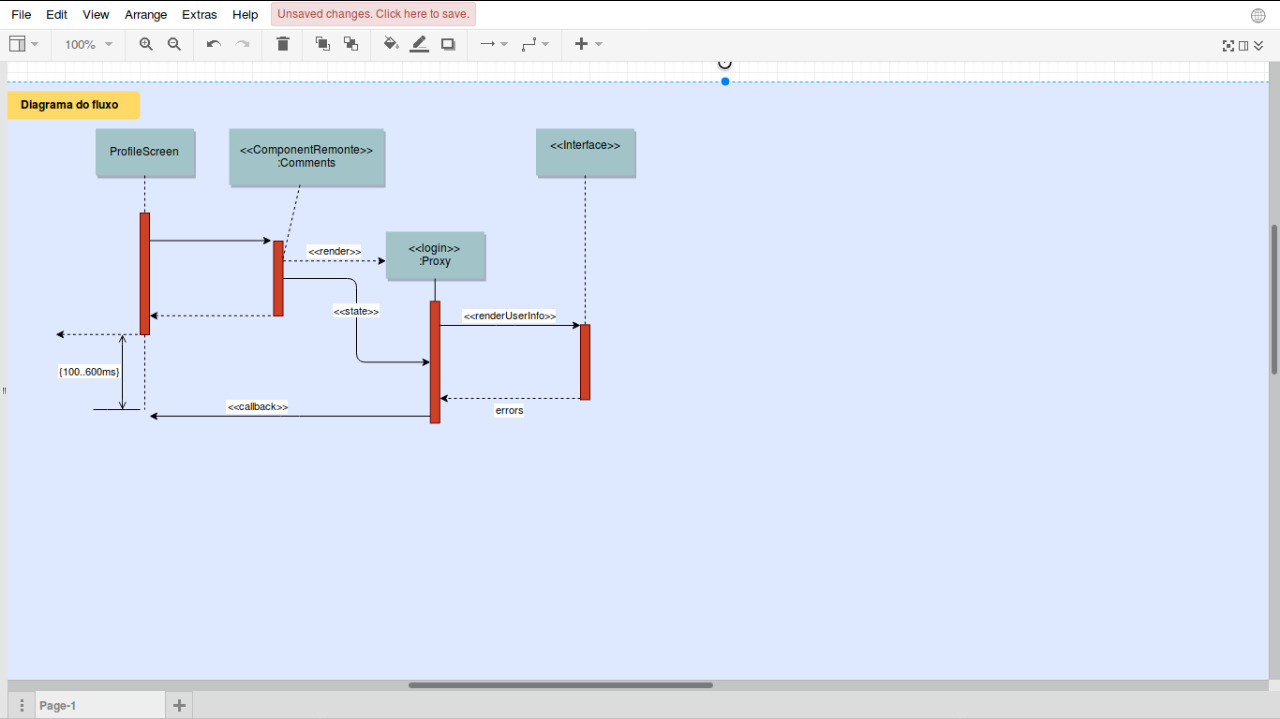 File Edit View Arrange Extras Help Unsaved changes. Click here to save.
100%
Diagrama do fluxo
ProfileScreen
<<ComponentRemonte>>
:Comments
<<Interface>>
<<render>>
<<login>>
:Proxy
<<state>>
<<renderUserInfo>>
{100..600ms}
<<callback>>
errors
Page-1